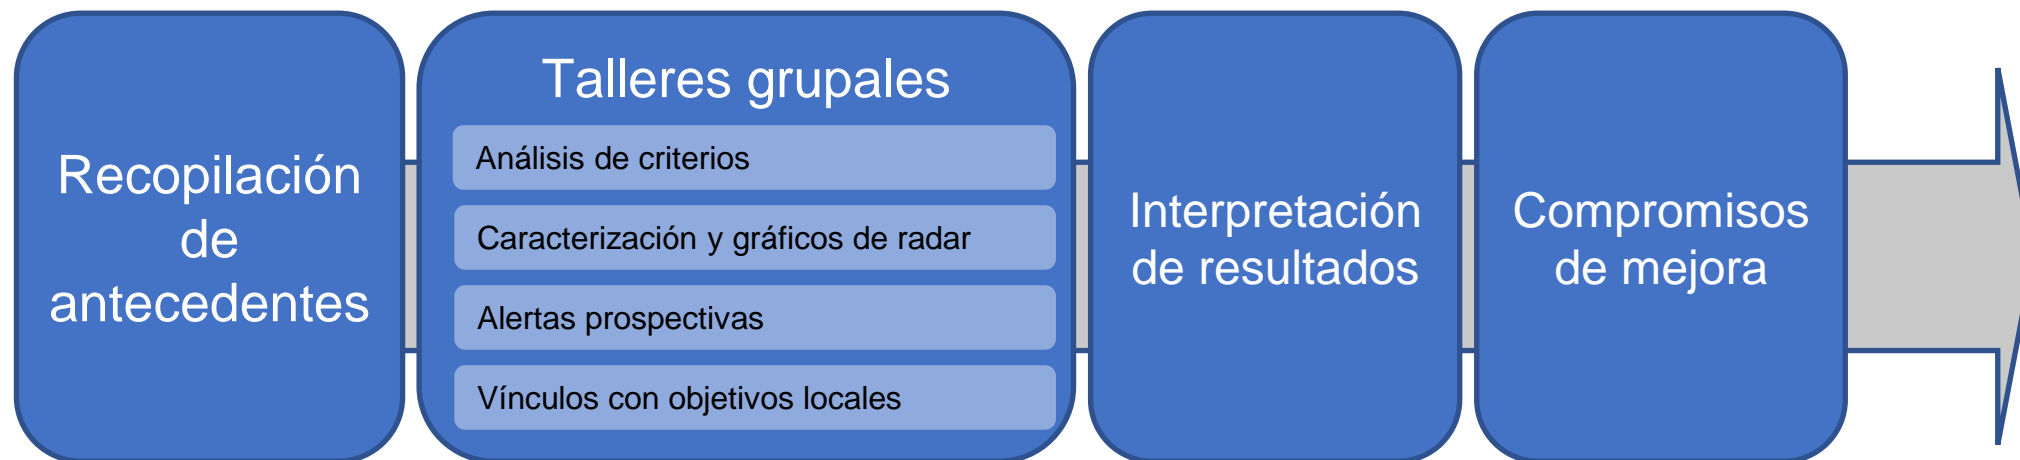 Recopilación
de
antecedentes
Talleres grupales
Análisis de criterios
Caracterización y gráficos de radar
Alertas prospectivas
Vínculos con objetivos locales
Interpretación
de resultados
Compromisos
de mejora